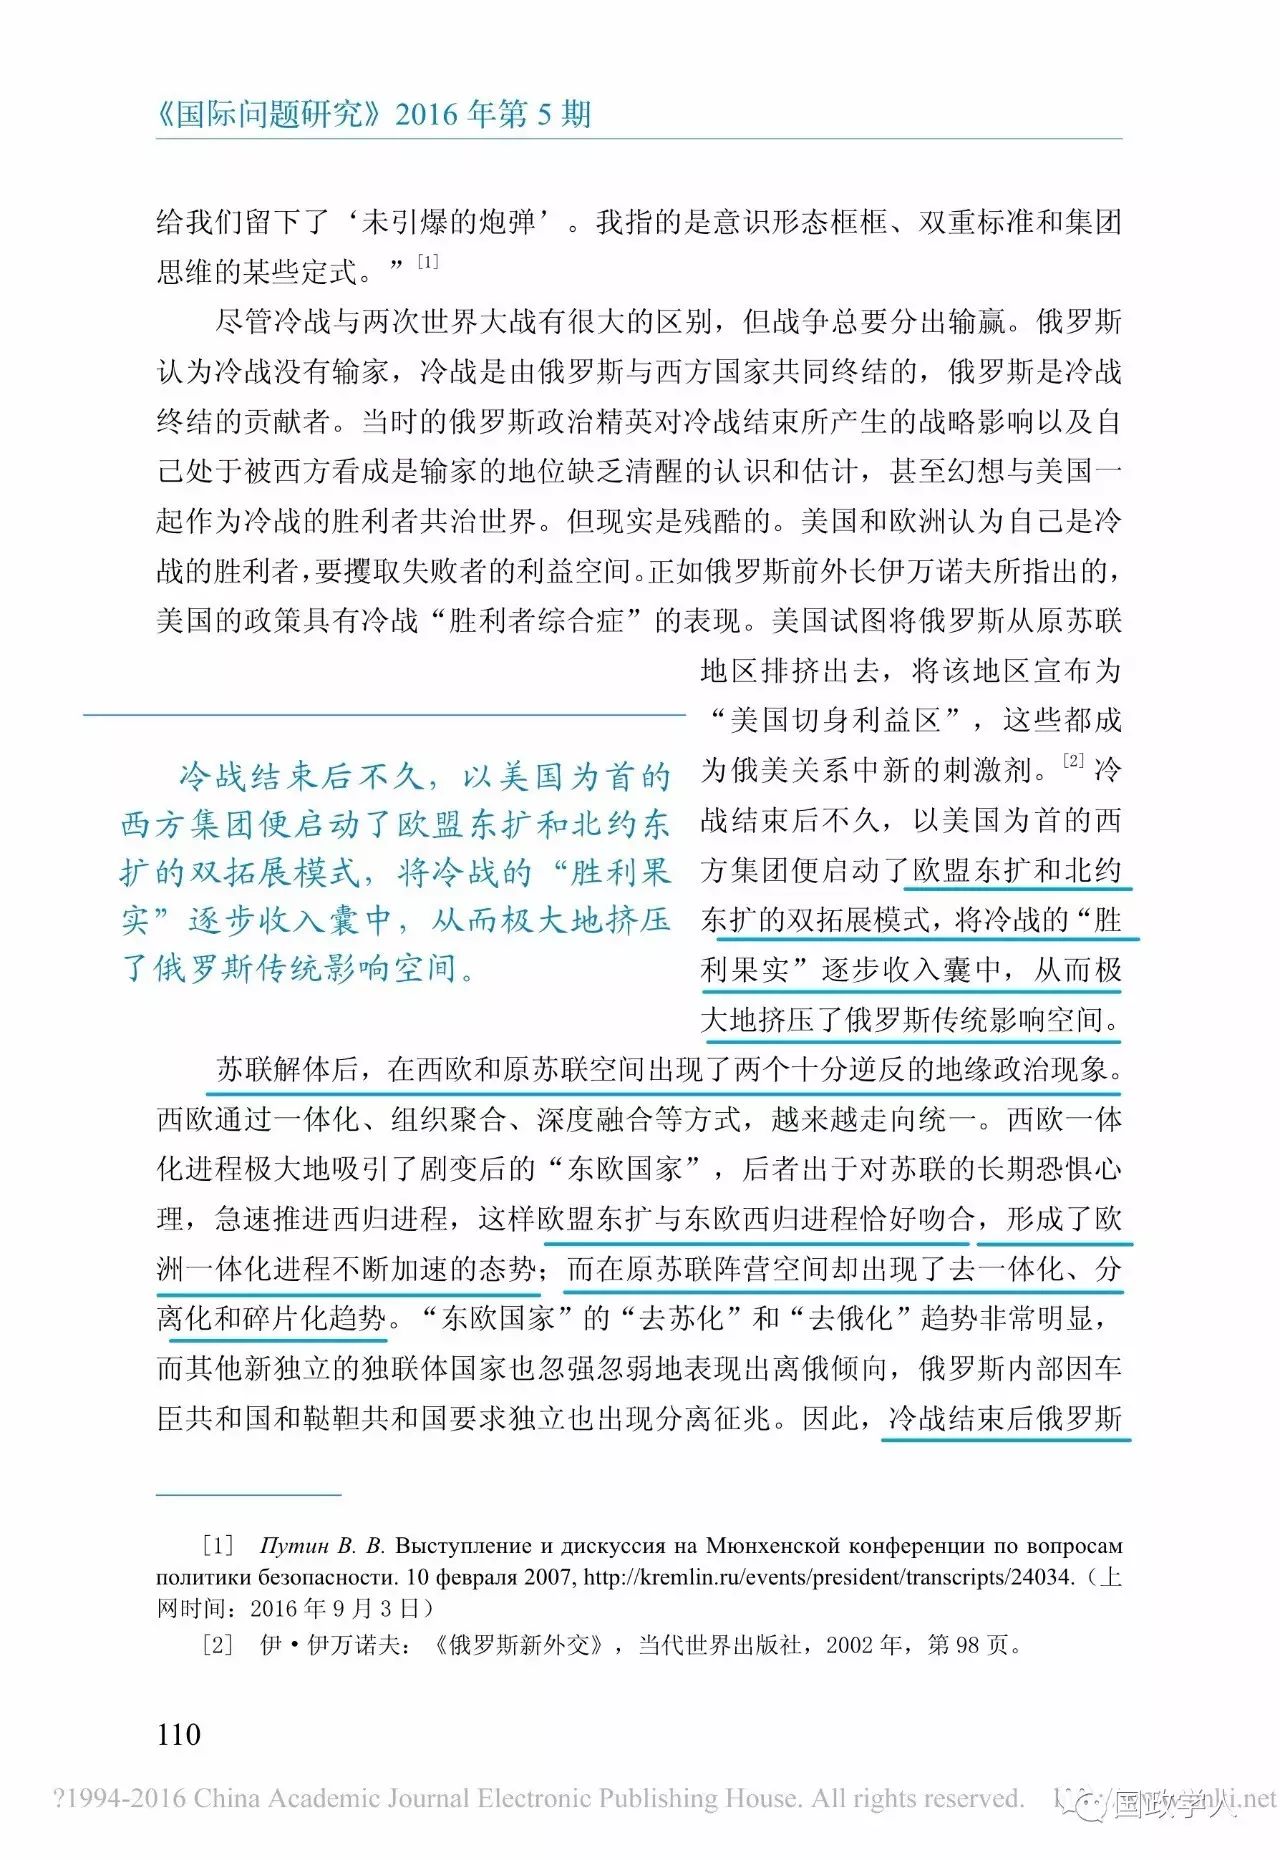 《国际问题研究》2016 年第 5 期
给我们留下了‘未引爆的炮弹’。我指的是意识形态框框、双重标准和集团
思维的某些定式。”[1]
尽管冷战与两次世界大战有很大的区别，但战争总要分出输赢。俄罗斯
认为冷战没有输家，冷战是由俄罗斯与西方国家共同终结的，俄罗斯是冷战
终结的贡献者。当时的俄罗斯政治精英对冷战结束所产生的战略影响以及自
己处于被西方看成是输家的地位缺乏清醒的认识和估计，甚至幻想与美国一
起作为冷战的胜利者共治世界。但现实是残酷的。美国和欧洲认为自己是冷
战的胜利者，要攫取失败者的利益空间。正如俄罗斯前外长伊万诺夫所指出的，
美国的政策具有冷战“胜利者综合症”的表现。美国试图将俄罗斯从原苏联
地区排挤出去，将该地区宣布为
“美国切身利益区”，这些都成
为俄美关系中新的刺激剂。[2] 冷
战结束后不久，以美国为首的西
方集团便启动了欧盟东扩和北约
东扩的双拓展模式，将冷战的“胜
利果实”逐步收入囊中，从而极
大地挤压了俄罗斯传统影响空间。
冷战结束后不久，以美国为首的
西方集团便启动了欧盟东扩和北约东
扩的双拓展模式，将冷战的“胜利果
实”逐步收入囊中，从而极大地挤压
了俄罗斯传统影响空间。
苏联解体后，在西欧和原苏联空间出现了两个十分逆反的地缘政治现象。
西欧通过一体化、组织聚合、深度融合等方式，越来越走向统一。西欧一体
化进程极大地吸引了剧变后的“东欧国家”，后者出于对苏联的长期恐惧心
理，急速推进西归进程，这样欧盟东扩与东欧西归进程恰好吻合，形成了欧
洲一体化进程不断加速的态势；而在原苏联阵营空间却出现了去一体化、分
离化和碎片化趋势。“东欧国家”的“去苏化”和“去俄化”趋势非常明显，
而其他新独立的独联体国家也忽强忽弱地表现出离俄倾向，俄罗斯内部因车
臣共和国和鞑靼共和国要求独立也出现分离征兆。因此，冷战结束后俄罗斯
[1] Путин В. В. Выступление и дискуссия на Мюнхенской конференции по вопросам
политики безопасности. 10 февраля 2007, http://kremlin.ru/events/president/transcripts/24034.（上
网时间：2016 年 9 月 3 日）
[2] 伊·伊万诺夫：《俄罗斯新外交》，当代世界出版社，2002 年，第 98 页。
110
?1994-2016 China Academic Journal Electronic Publishing House. All rights reserved.
国政学人